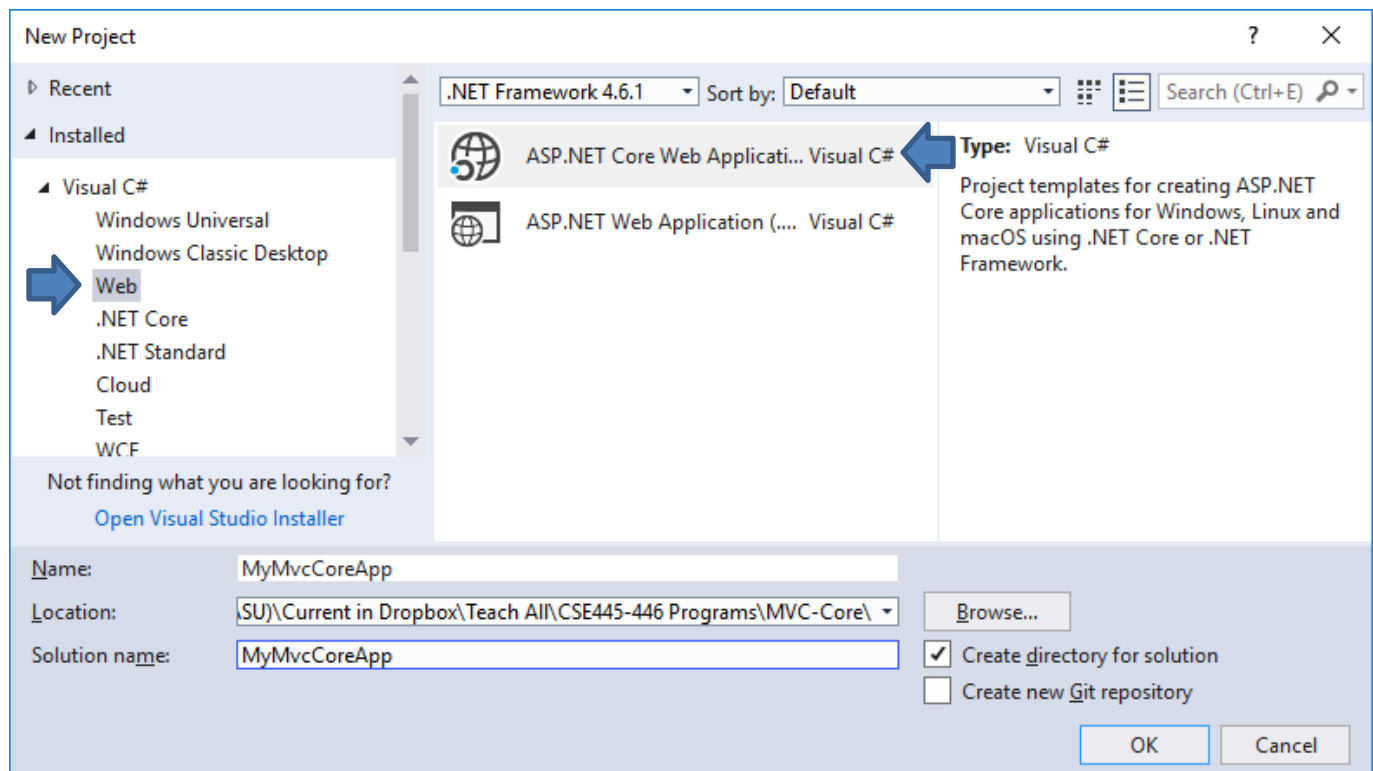 New Project
?
Recent
Installed
Visual C#
Windows Universal
Windows Classic Desktop
Web
.NET Core
.NET Standard
Cloud
Test
WCF
Not finding what you are looking for?
Open Visual Studio Installer
.NET Framework 4.6.1 Sort by: Default
Search (Ctrl+E)
ASP.NET Core Web Applicati... Visual C#
ASP.NET Web Application (.... Visual C#
Type: Visual C#
Project templates for creating ASP.NET
Core applications for Windows, Linux and
macOS using .NET Core or .NET
Framework.
Name: MyMvcCoreApp
Location: SU)\Current in Dropbox\Teach All\CSE445-446 Programs\MVC-Core\ Browse...
Solution name: MyMvcCoreApp
Create directory for solution
Create new Git repository
OK Cancel